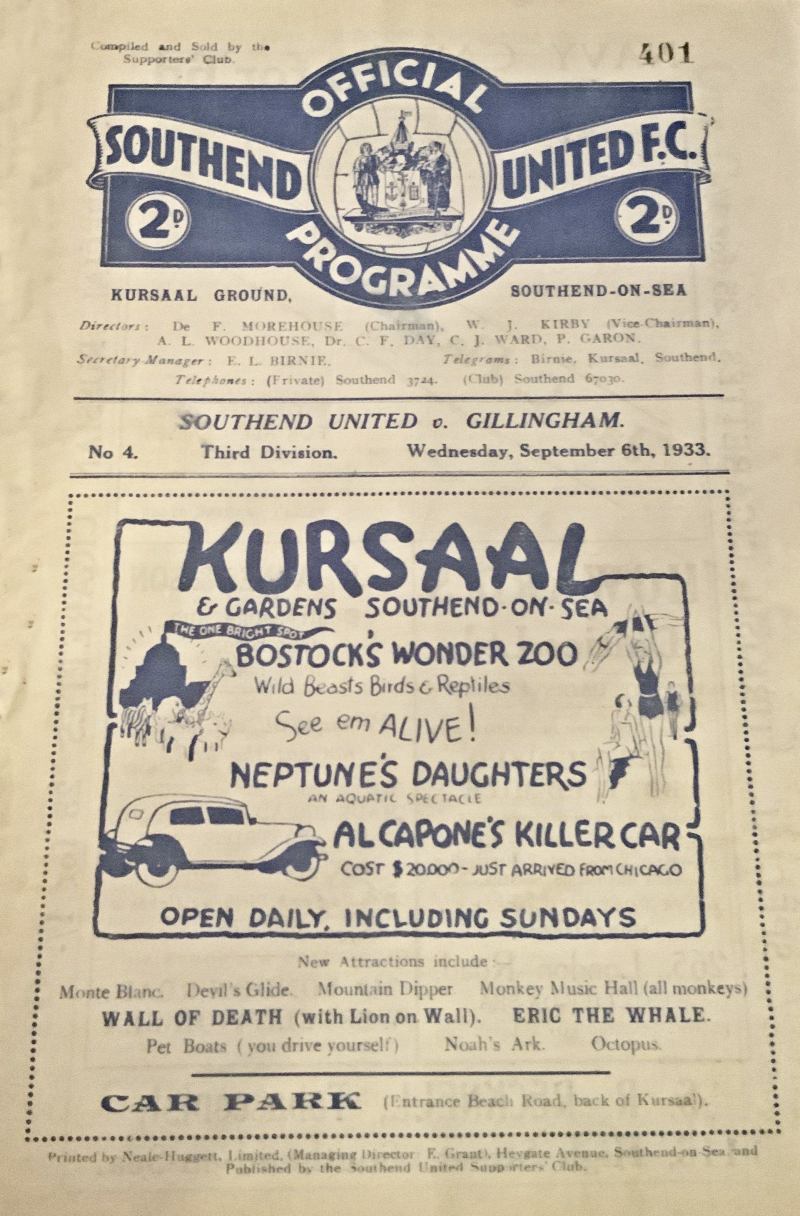 Compiled and Sold by the
Supporters' Club.
401
OFFICIAL
SOUTHEND UNITED F.C.
2D 2D
PROGRAMME
KURSAAL GROUND, SOUTHEND-ON-SEA
Directors: De F. MOREHOUSE (Chairman), W. J. KIRBY (Vice-Chairman),
A. L. WOODHOUSE, Dr. C. F. DAY, C. J. WARD, P. GARON.
Secretary-Manager: E. L. BIRNIE. Telegrams: Birnie, Kursaal, Southend.
Telephones: (Private) Southend 3724. (Club) Southend 67030.
SOUTHEND UNITED v. GILLINGHAM.
No 4. Third Division. Wednesday, September 6th, 1933.
KURSAAL
& GARDENS SOUTHEND-ON-SEA
THE ONE BRIGHT SPOT
BOSTOCK'S WONDER ZOO
Wild Beasts Birds & Reptiles
See em ALIVE!
NEPTUNE'S DAUGHTERS
AN AQUATIC SPECTACLE
AL CAPONE'S KILLER CAR
COST $20,000 - JUST ARRIVED FROM CHICAGO
OPEN DAILY, INCLUDING SUNDAYS
New Attractions include:—
Monte Blanc. Devil's Glide. Mountain Dipper Monkey Music Hall (all monkeys)
WALL OF DEATH (with Lion on Wall). ERIC THE WHALE.
Pet Boats (you drive yourself) Noah's Ark. Octopus.
CAR PARK (Entrance Beach Road, back of Kursaal).
Printed by Neale-Huggett, Limited, (Managing Director: E. Grant), Heygate Avenue, Southend-on-Sea and
Published by the Southend United Supporters' Club.